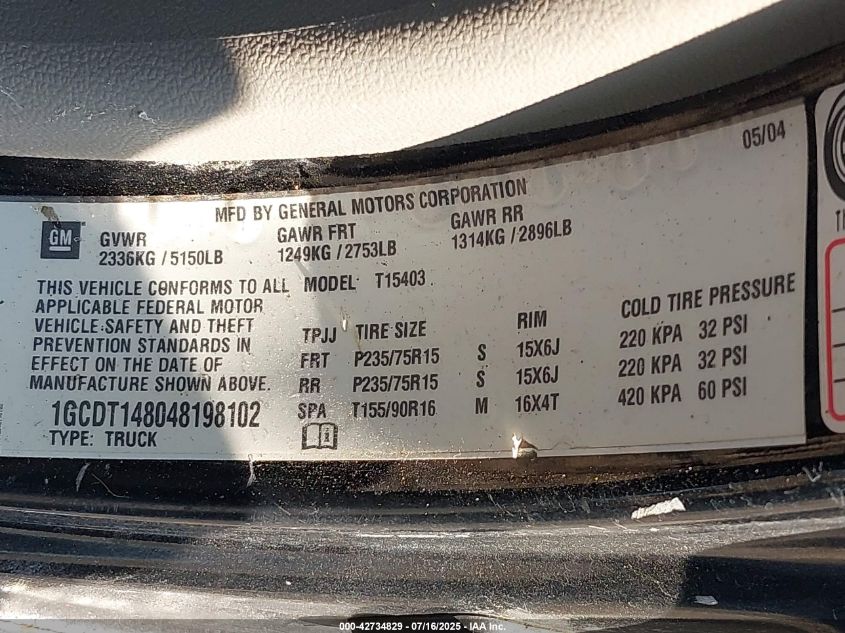 05/04
MFD BY GENERAL MOTORS CORPORATION
GM
GVWR GAWR FRT GAWR RR
2336KG / 5150LB 1249KG / 2753LB 1314KG / 2896LB
THIS VEHICLE CONFORMS TO ALL MODEL T15403
APPLICABLE FEDERAL MOTOR
VEHICLE SAFETY AND THEFT
PREVENTION STANDARDS IN
EFFECT ON THE DATE OF
MANUFACTURE SHOWN ABOVE.
TPJJ TIRE SIZE RIM COLD TIRE PRESSURE
FRT P235/75R15 S 15X6J 220 KPA 32 PSI
RR P235/75R15 S 15X6J 220 KPA 32 PSI
SPA T155/90R16 M 16X4T 420 KPA 60 PSI
1GCDT148048198102
TYPE: TRUCK
000-42734829 - 07/16/2025 - IAA Inc.